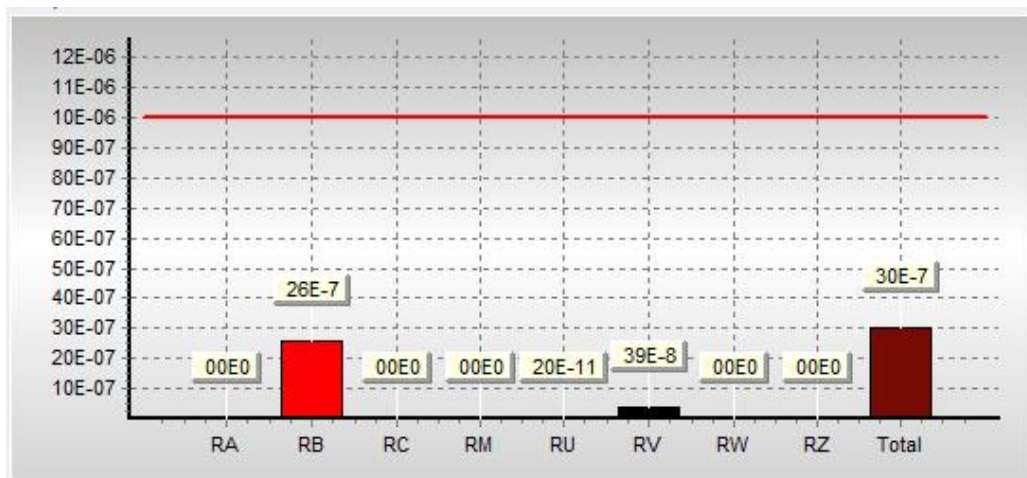 12E-06
11E-06
10E-06
90E-07
80E-07
70E-07
60E-07
50E-07
40E-07
30E-07
20E-07
10E-07
00E0
26E-7
00E0
00E0
20E-11
39E-8
00E0
00E0
30E-7
RA RB RC RM RU RV RW RZ Total